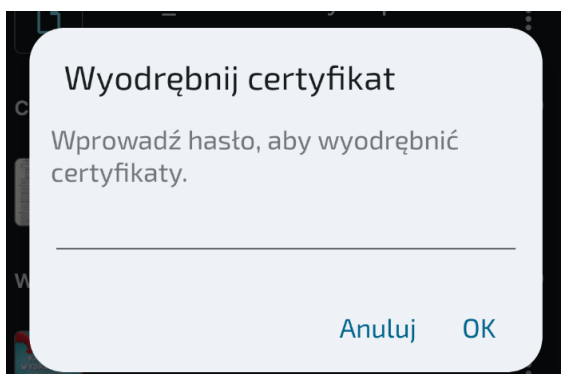 Wyodrębnij certyfikat
Wprowadź hasło, aby wyodrębnić
certyfikaty.
Anuluj
OK